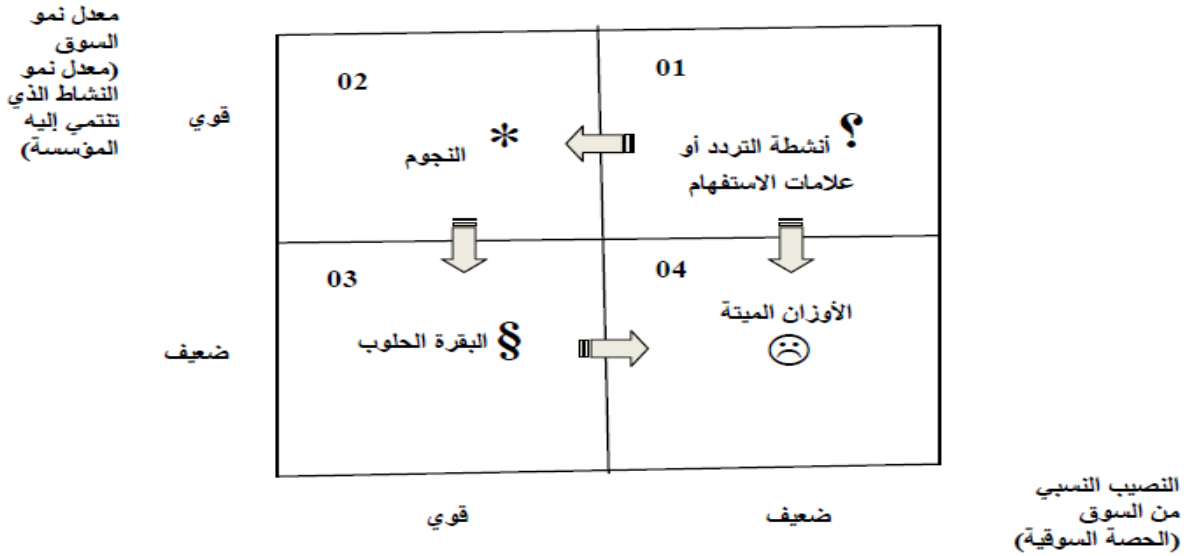 معدل نمو
السوق
(معدل نمو
النشاط الذي
تنتمي إليه
المؤسسة)
قوي
01
؟ أنشطة التردد أو
علامات الاستفهام
02
* النجوم
ضعيف
03
§ البقرة الحلوب
04
الأوزان الميتة
☹
ضعيف
قوي
النصيب النسبي
من السوق
(الحصة السوقية)